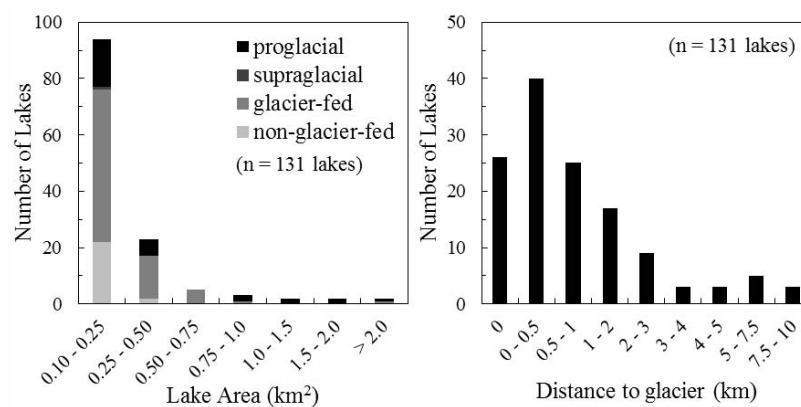 100
80
60
40
20
0
Number of Lakes
proglacial
supraglacial
glacier-fed
non-glacier-fed
(n = 131 lakes)
0.10 - 0.25
0.25 - 0.50
0.50 - 0.75
0.75 - 1.0
1.0 - 1.5
1.5 - 2.0
> 2.0
Lake Area (km²)
50
40
30
20
10
0
Number of Lakes
(n = 131 lakes)
0
0 - 0.5
0.5 - 1
1 - 2
2 - 3
3 - 4
4 - 5
5 - 7.5
7.5 - 10
Distance to glacier (km)